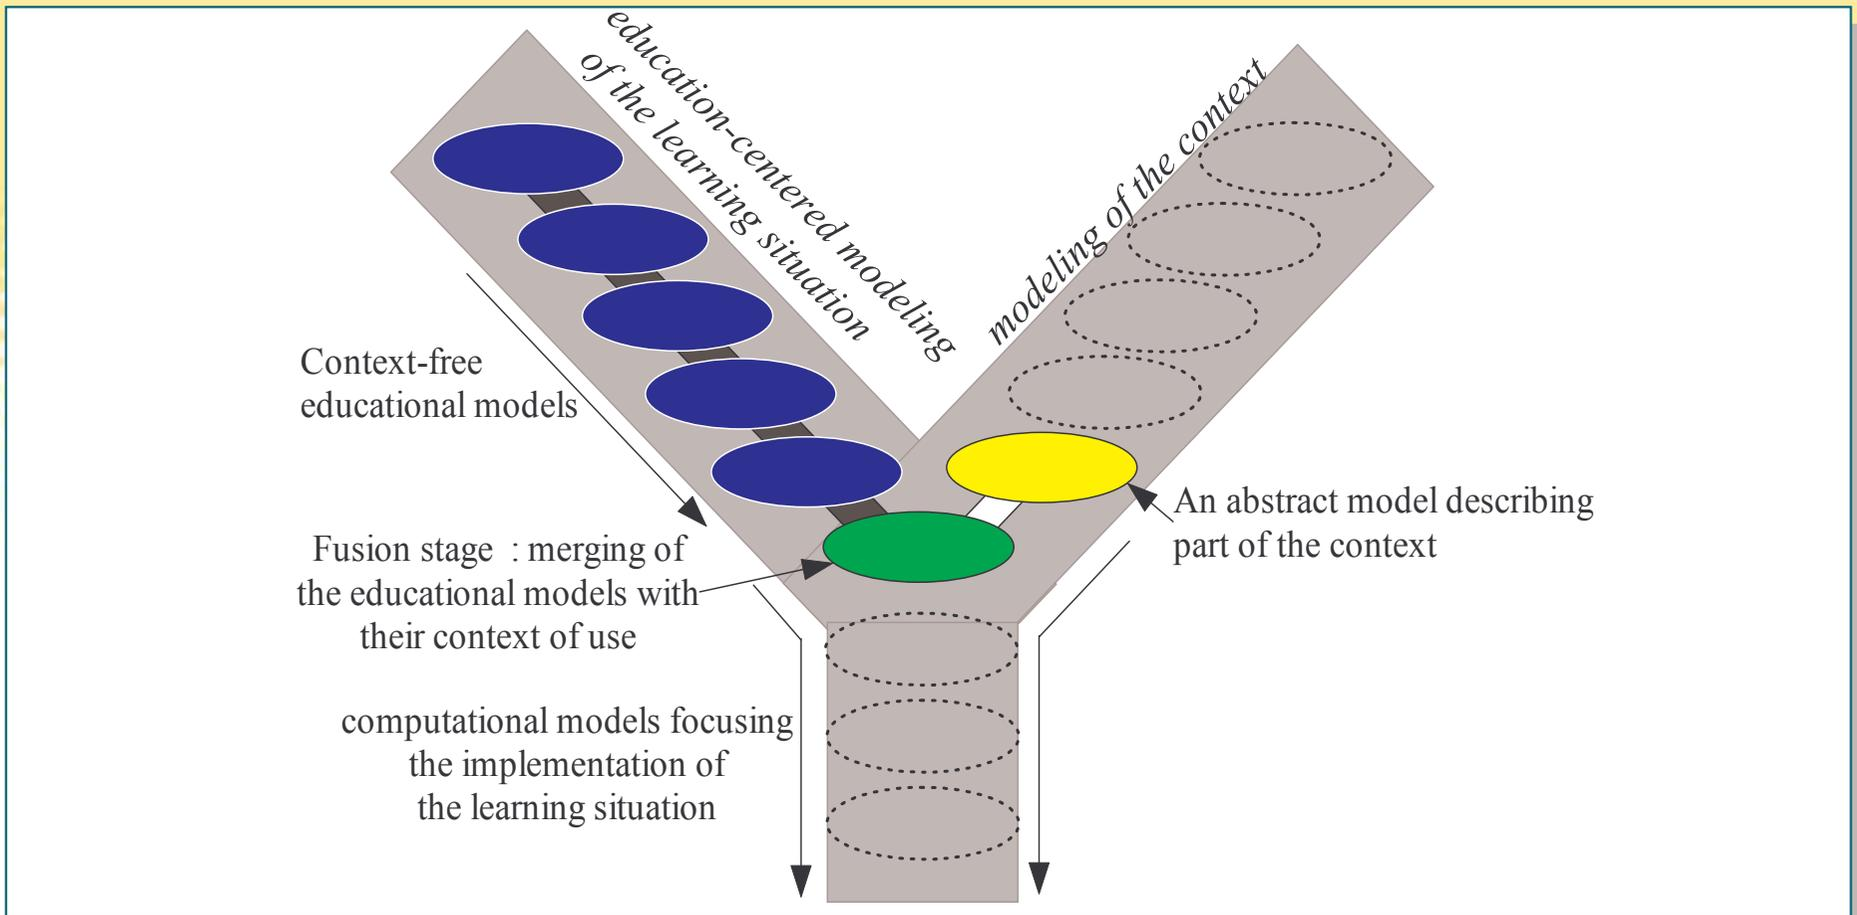 education-centered modeling
of the learning situation
modeling of the context
Context-free
educational models
An abstract model describing
part of the context
Fusion stage : merging of
the educational models with
their context of use
computational models focusing
the implementation of
the learning situation